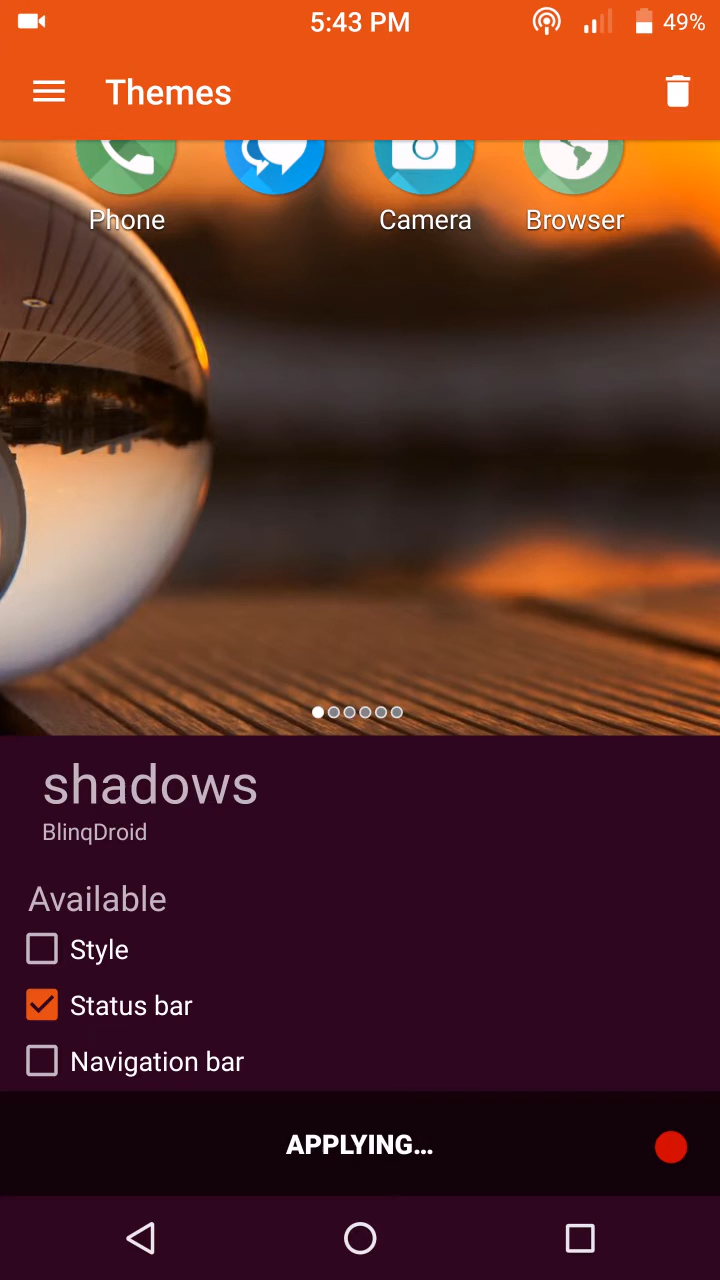 5:43 PM 49%
Themes
Phone Camera Browser
shadows
BlinqDroid
Available
Style
Status bar
Navigation bar
APPLYING...